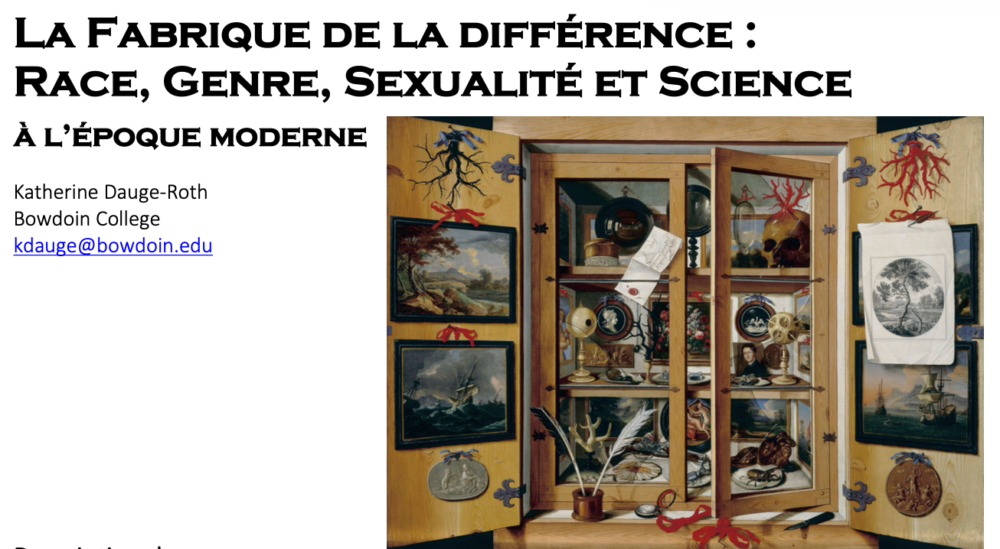 LA FABRIQUE DE LA DIFFÉRENCE :
RACE, GENRE, SEXUALITÉ ET SCIENCE
À L'ÉPOQUE MODERNE
Katherine Dauge-Roth
Bowdoin College
kdauge@bowdoin.edu